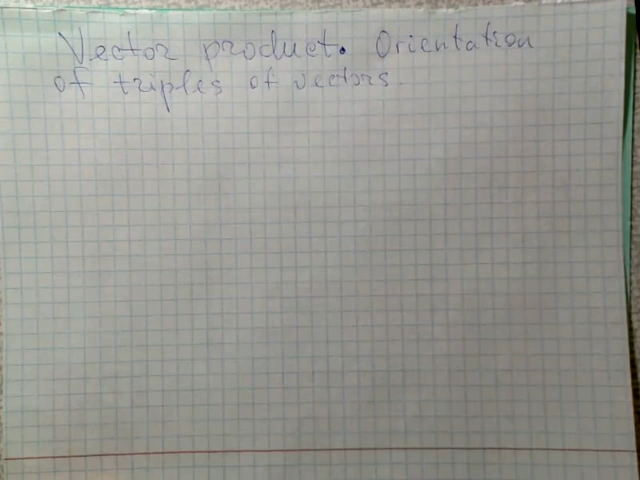 Vector product. Orientation
of triples of vectors.